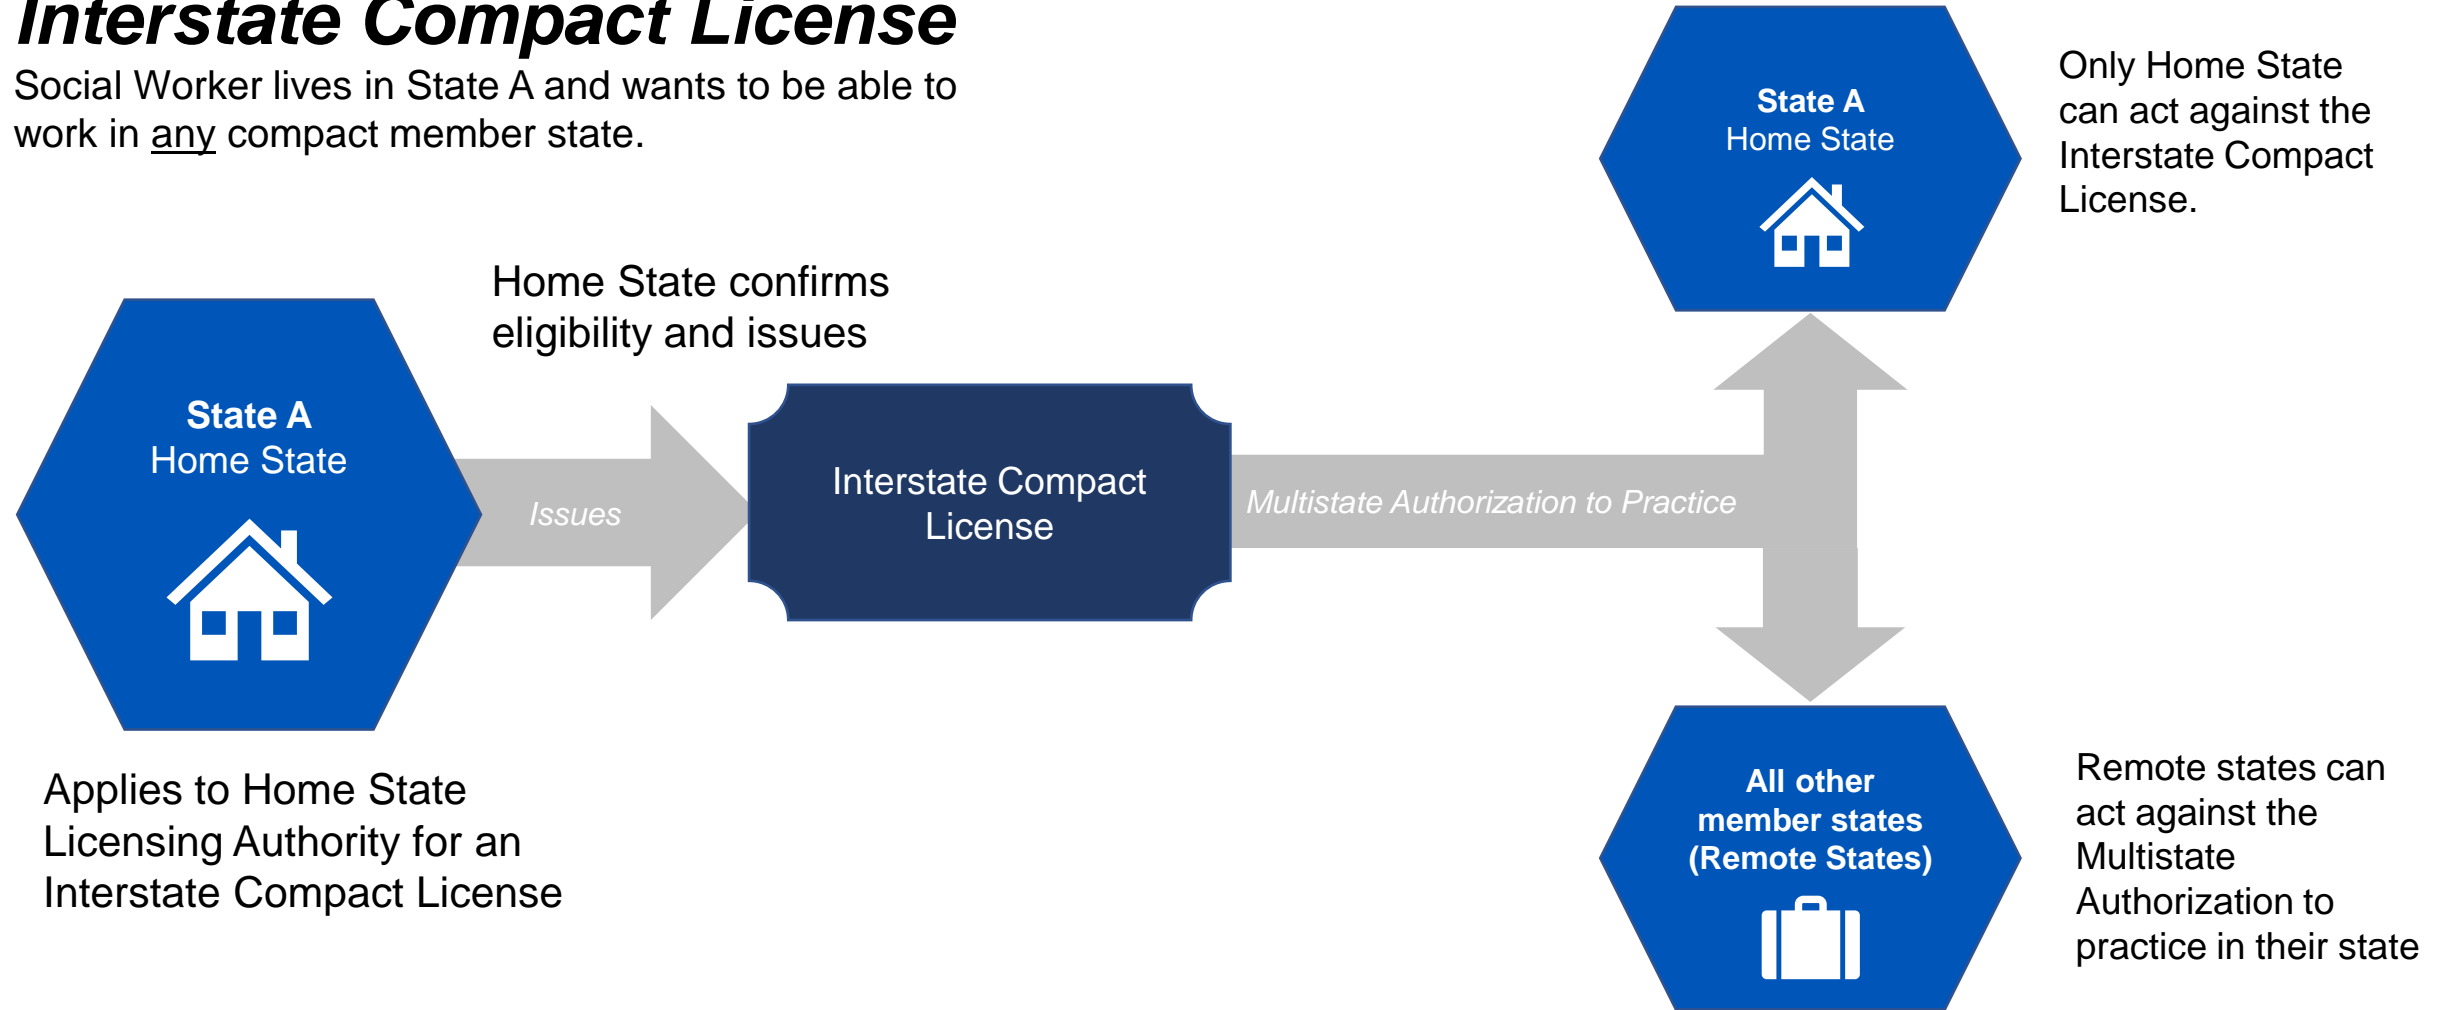 Interstate Compact License
Social Worker lives in State A and wants to be able to
work in any compact member state.
State A
Home State
Applies to Home State
Licensing Authority for an
Interstate Compact License
Home State confirms
eligibility and issues
Issues
Interstate Compact
License
Multistate Authorization to Practice
State A
Home State
Only Home State
can act against the
Interstate Compact
License.
All other
member states
(Remote States)
Remote states can
act against the
Multistate
Authorization to
practice in their state